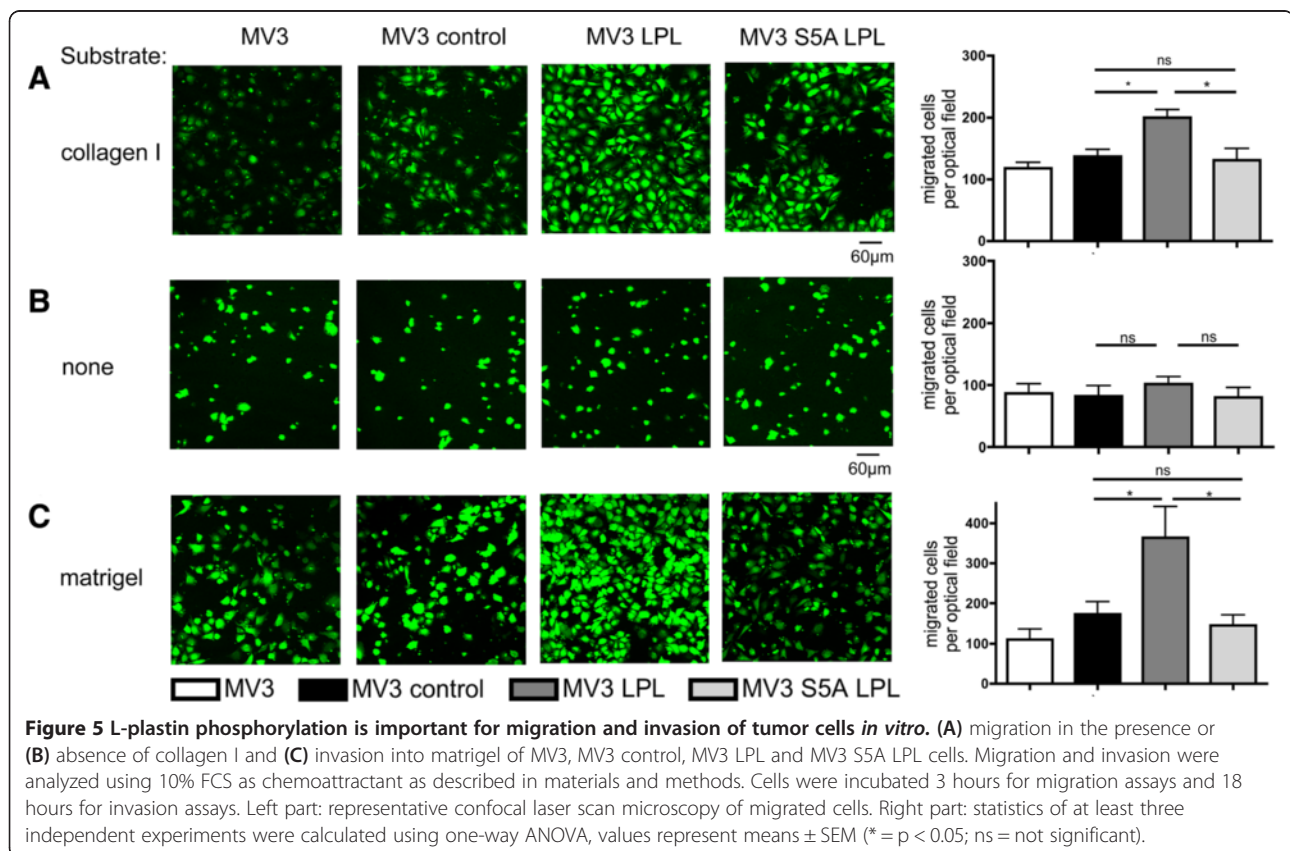 MV3 MV3 control MV3 LPL MV3 S5A LPL
Substrate:
A
collagen I
60µm
migrated cells
per optical field
300
200
100
0
ns
* *
B
none
60µm
migrated cells
per optical field
300
200
100
0
ns ns
C
matrigel
migrated cells
per optical field
400
300
200
100
0
ns
* *
MV3 MV3 control MV3 LPL MV3 S5A LPL
Figure 5 L-plastin phosphorylation is important for migration and invasion of tumor cells in vitro. (A) migration in the presence or
(B) absence of collagen I and (C) invasion into matrigel of MV3, MV3 control, MV3 LPL and MV3 S5A LPL cells. Migration and invasion were
analyzed using 10% FCS as chemoattractant as described in materials and methods. Cells were incubated 3 hours for migration assays and 18
hours for invasion assays. Left part: representative confocal laser scan microscopy of migrated cells. Right part: statistics of at least three
independent experiments were calculated using one-way ANOVA, values represent means ± SEM (* = p < 0.05; ns = not significant).